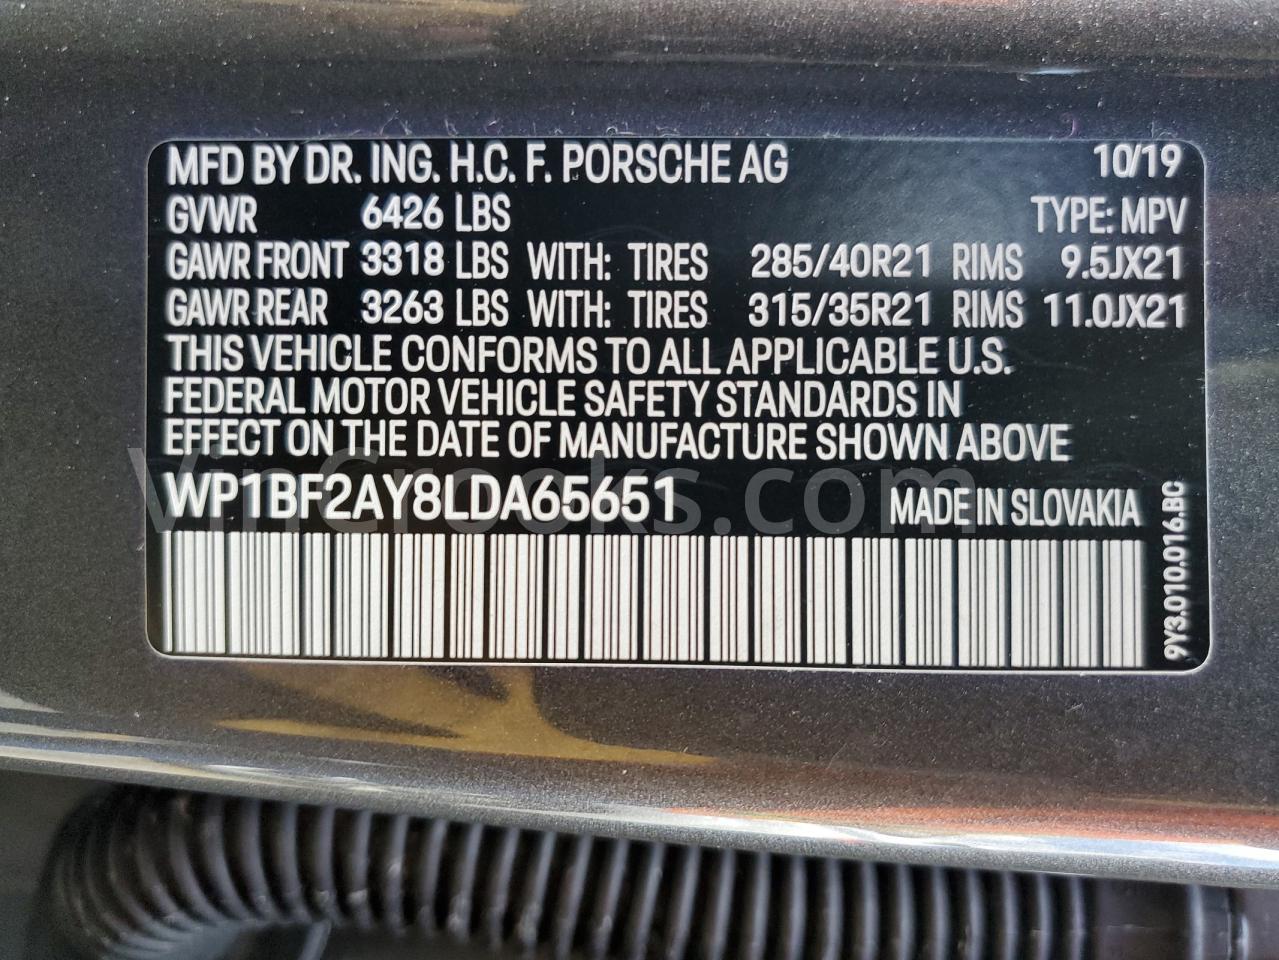 MFD BY DR. ING. H.C. F. PORSCHE AG 10/19
GVWR 6426 LBS TYPE: MPV
GAWR FRONT 3318 LBS WITH: TIRES 285/40R21 RIMS 9.5JX21
GAWR REAR 3263 LBS WITH: TIRES 315/35R21 RIMS 11.0JX21
THIS VEHICLE CONFORMS TO ALL APPLICABLE U.S.
FEDERAL MOTOR VEHICLE SAFETY STANDARDS IN
EFFECT ON THE DATE OF MANUFACTURE SHOWN ABOVE
WP1BF2AY8LDA65651 MADE IN SLOVAKIA
9Y3.010.016.BC
VinCrooks.com